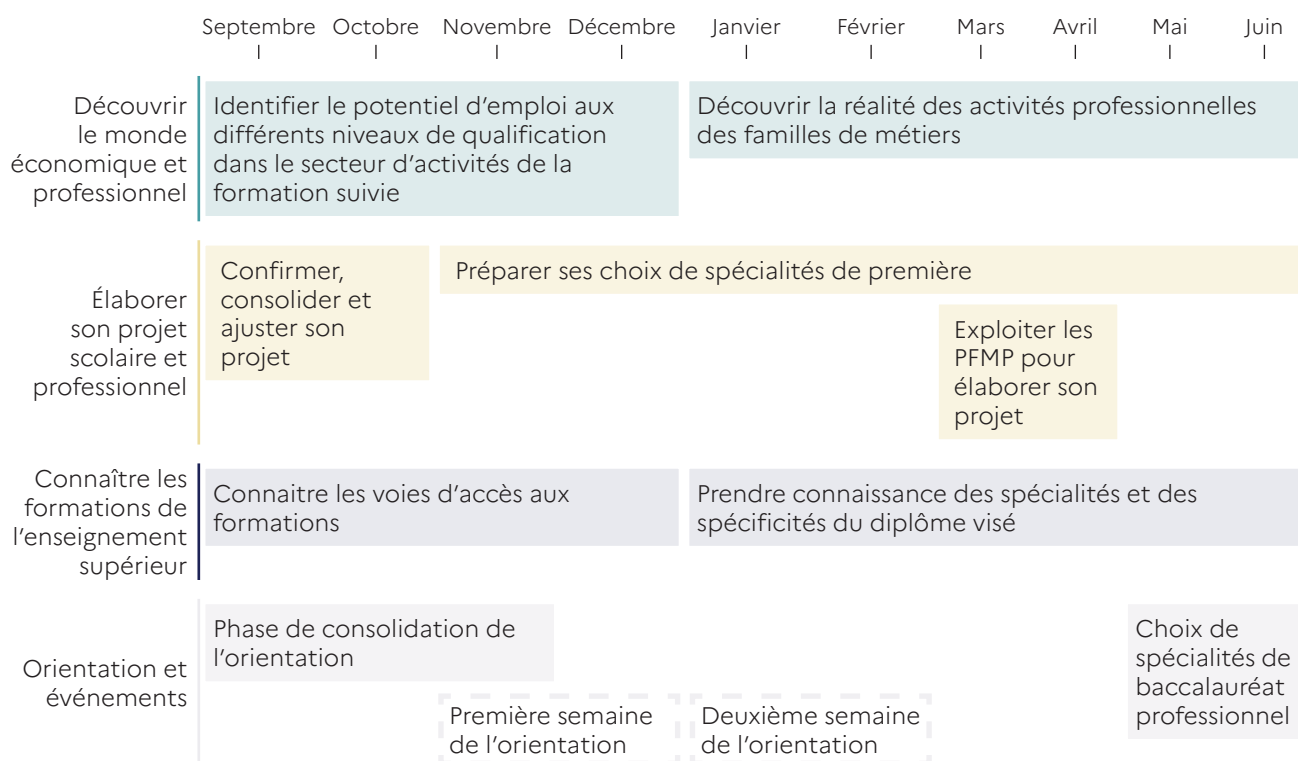 Septembre Octobre Novembre Décembre Janvier Février Mars Avril Mai Juin
Découvrir
le monde
économique et
professionnel
Identifier le potentiel d'emploi aux
différents niveaux de qualification
dans le secteur d'activités de la
formation suivie
Découvrir la réalité des activités professionnelles
des familles de métiers
Élaborer
son projet
scolaire et
professionnel
Confirmer,
consolider et
ajuster son
projet
Préparer ses choix de spécialités de première
Exploiter les
PFMP pour
élaborer son
projet
Connaître les
formations de
l'enseignement
supérieur
Connaitre les voies d'accès aux
formations
Prendre connaissance des spécialités et des
spécificités du diplôme visé
Orientation et
événements
Phase de consolidation de
l'orientation
Première semaine
de l'orientation
Deuxième semaine
de l'orientation
Choix de
spécialités de
baccalauréat
professionnel